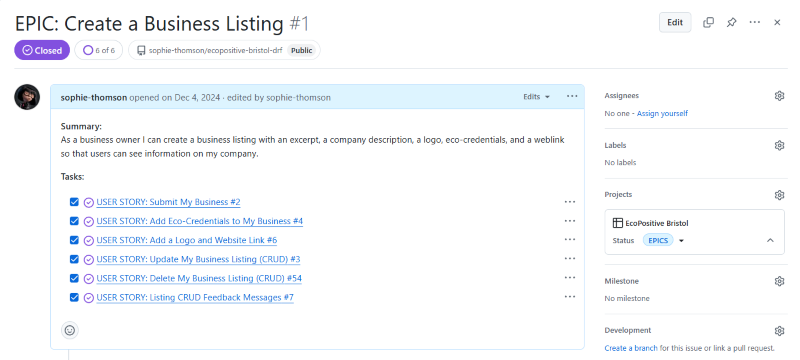 EPIC: Create a Business Listing #1
Edit
Closed
6 of 6
sophie-thomson/ecopositive-bristol-drf
Public
sophie-thomson opened on Dec 4, 2024 · edited by sophie-thomson
Edits
Summary:
As a business owner I can create a business listing with an excerpt, a company description, a logo, eco-credentials, and a weblink
so that users can see information on my company.
Tasks:
USER STORY: Submit My Business #2
USER STORY: Add Eco-Credentials to My Business #4
USER STORY: Add a Logo and Website Link #6
USER STORY: Update My Business Listing (CRUD) #3
USER STORY: Delete My Business Listing (CRUD) #54
USER STORY: Listing CRUD Feedback Messages #7
Assignees
No one - Assign yourself
Labels
No labels
Projects
EcoPositive Bristol
Status EPICS
Milestone
No milestone
Development
Create a branch for this issue or link a pull request.